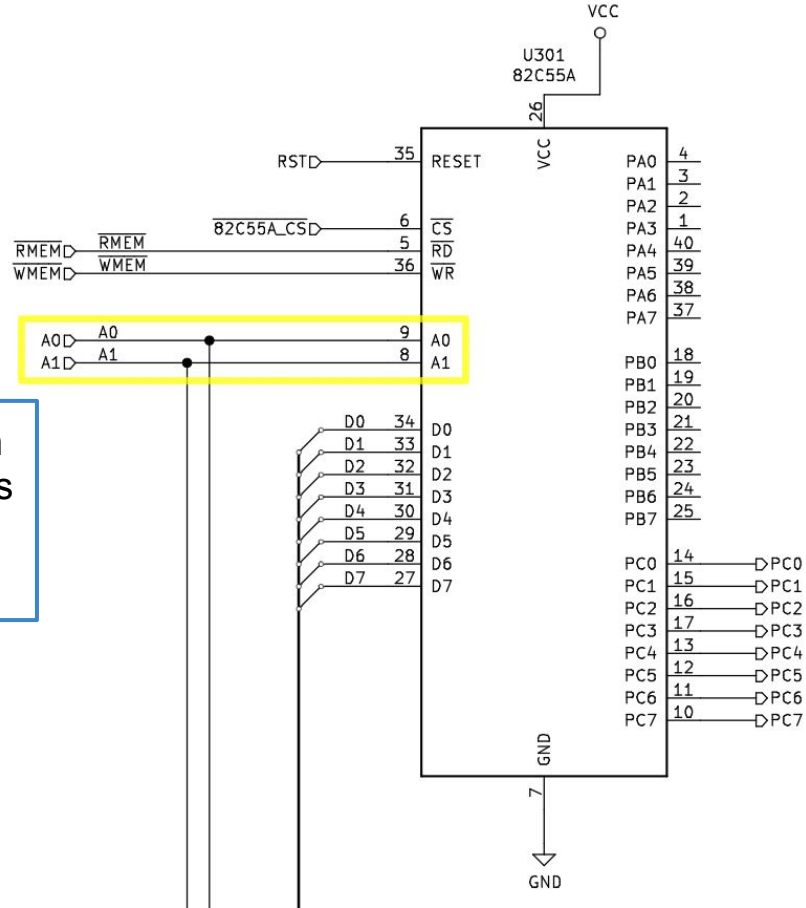 VCC
U301
82C55A
26
VCC
RST 35 RESET PA0 4
PA1 3
PA2 2
82C55A_CS 6 CS PA3 1
RMEM RMEM 5 RD PA4 40
WMEM WMEM 36 WR PA5 39
PA6 38
PA7 37
A0 A0 9 A0
A1 A1 8 A1 PB0 18
PB1 19
PB2 20
D0 34 D0 PB3 21
D1 33 D1 PB4 22
D2 32 D2 PB5 23
D3 31 D3 PB6 24
D4 30 D4 PB7 25
D5 29 D5
D6 28 D6 PC0 14 PC0
D7 27 D7 PC1 15 PC1
PC2 16 PC2
PC3 17 PC3
PC4 13 PC4
PC5 12 PC5
PC6 11 PC6
PC7 10 PC7
GND
7
GND